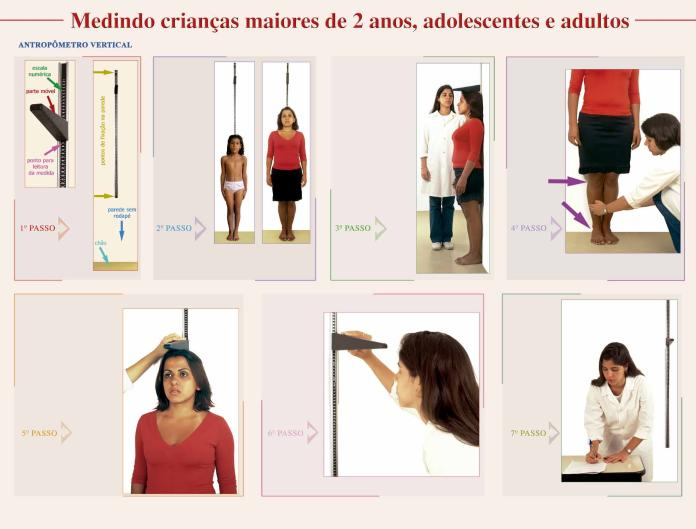 Medindo crianças maiores de 2 anos, adolescentes e adultos
ANTROPÔMETRO VERTICAL
escala
numérica
parte móvel
ponto para
leitura
da medida
pontos de fixação na parede
parede sem
rodapé
chão
1º PASSO
2º PASSO
3º PASSO
4º PASSO
5º PASSO
6º PASSO
7º PASSO